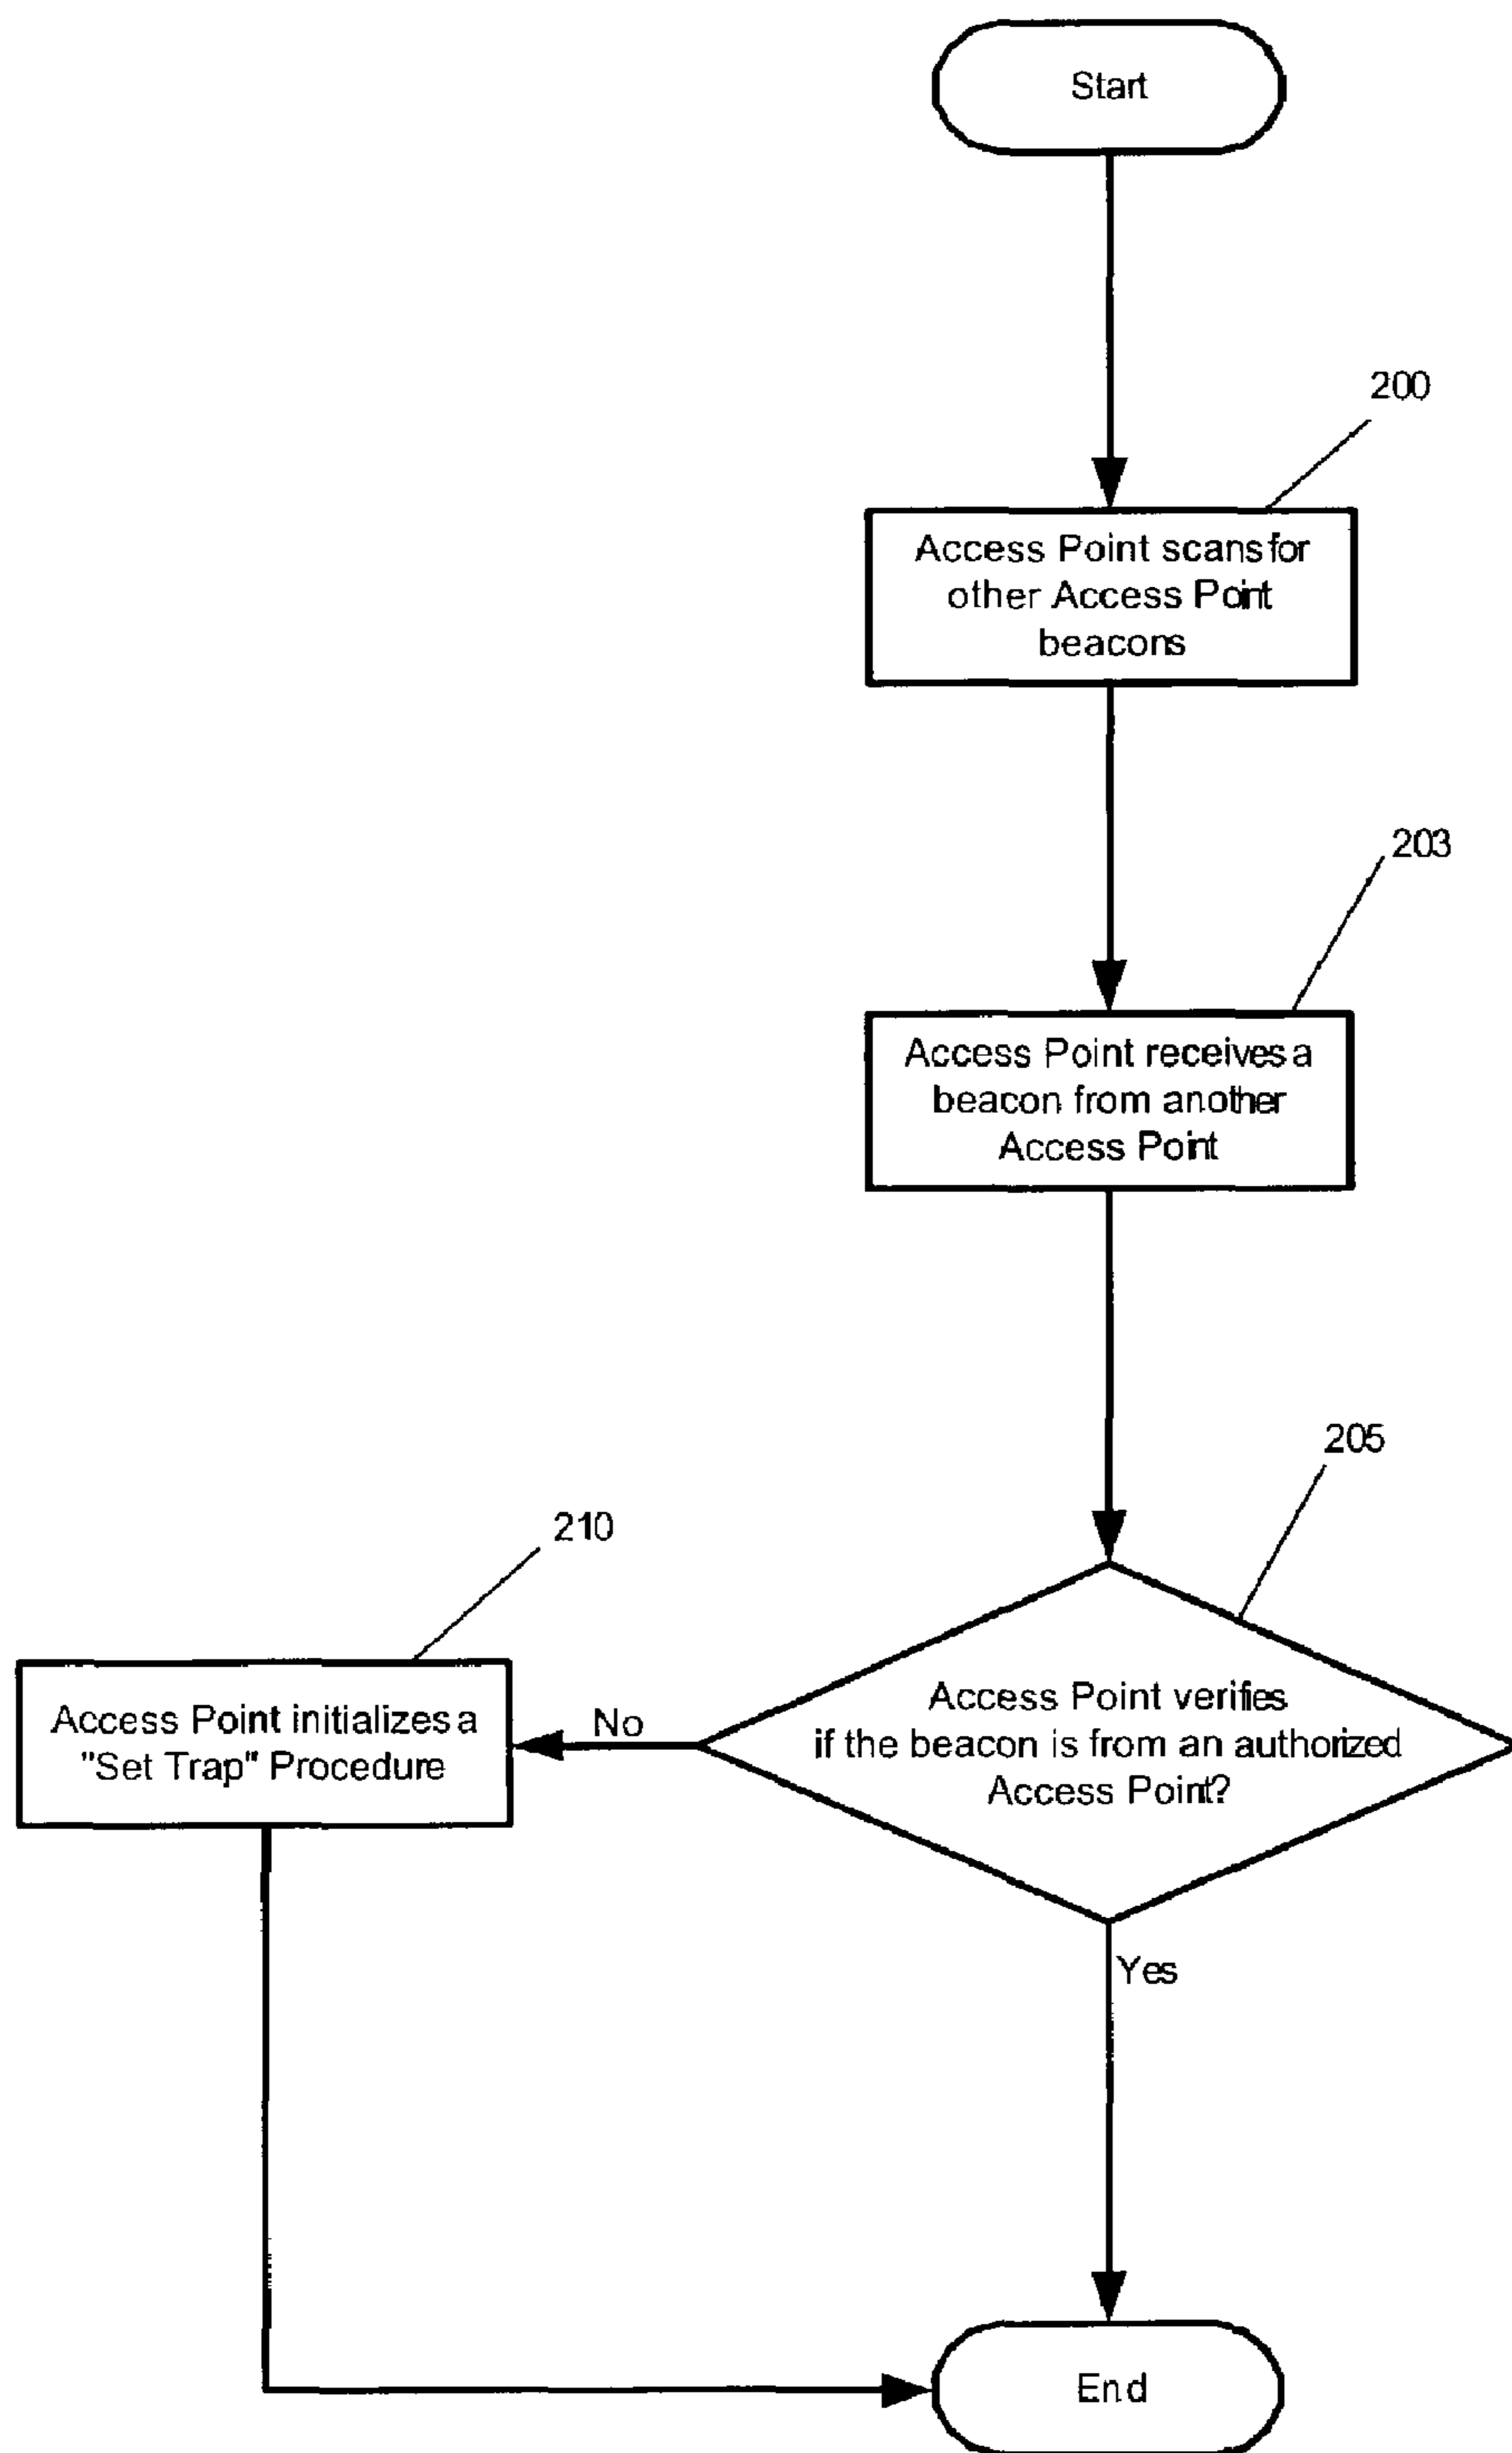 Start
200
Access Point scans for
other Access Point
beacons
203
Access Point receives a
beacon from another
Access Point
205
210
Access Point verifies
if the beacon is from an authorized
Access Point?
No
Access Point initializes a
"Set Trap" Procedure
Yes
End